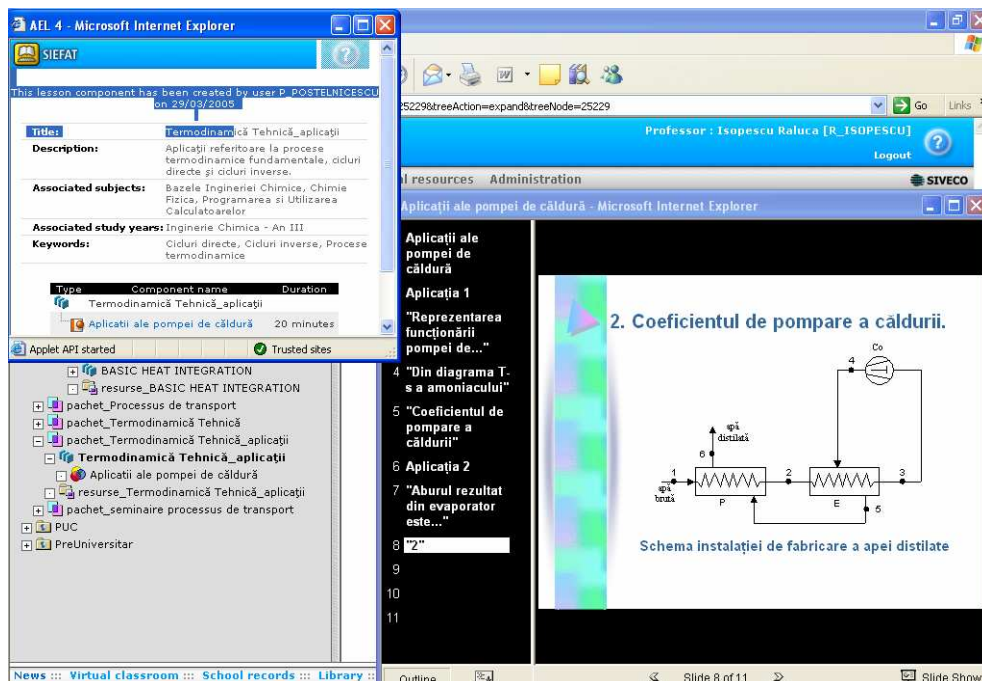 AEL 4 - Microsoft Internet Explorer
SIEFAT
This lesson component has been created by user P_POSTELNICESCU
on 29/03/2005
Title: Termodinamică Tehnică_aplicaţii
Description: Aplicaţii referitoare la procese
termodinamice fundamentale, cicluri
directe şi cicluri inverse.
Associated subjects: Bazele Ingineriei Chimice, Chimie
Fizica, Programarea si Utilizarea
Calculatoarelor
Associated study years: Inginerie Chimica - An III
Keywords: Cicluri directe, Cicluri inverse, Procese
termodinamice
Type Component name Duration
Termodinamică Tehnică_aplicaţii
Aplicatii ale pompei de căldură 20 minutes
Applet API started Trusted sites
25229&treeAction=expand&treeNode=25229 Go Links
Professor : Isopescu Raluca [R_ISOPESCU]
Logout
resources Administration SIVECO
BASIC HEAT INTEGRATION
resurse_BASIC HEAT INTEGRATION
pachet_Processus de transport
pachet_Termodinamică Tehnică
pachet_Termodinamică Tehnică_aplicaţii
Termodinamică Tehnică_aplicaţii
Aplicatii ale pompei de căldură
resurse_Termodinamică Tehnică_aplicaţii
pachet_seminaire processus de transport
PUC
PreUniversitar
News ::: Virtual classroom ::: School records ::: Library ::
Aplicaţii ale pompei de căldură - Microsoft Internet Explorer
Aplicaţii ale
pompei de
căldură
Aplicaţia 1
"Reprezentarea
funcţionării
pompei de..."
4 "Din diagrama T-
s a amoniacului"
5 "Coeficientul de
pompare a
căldurii"
6 Aplicaţia 2
7 "Aburul rezultat
din evaporator
este..."
8 "2"
9
10
11
2. Coeficientul de pompare a căldurii.
Co
4
apă
distilată
6
1
apă
brută
P
2
E
3
5
Schema instalaţiei de fabricare a apei distilate
Outline Slide 8 of 11 Slide Show